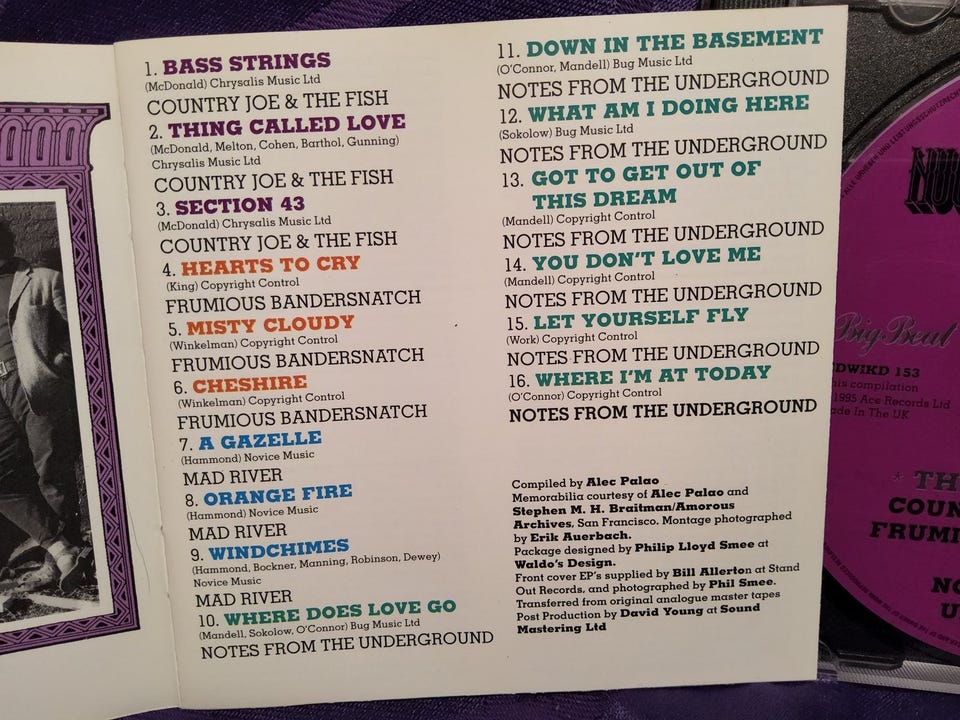 1. BASS STRINGS
(McDonald) Chrysalis Music Ltd
COUNTRY JOE & THE FISH
2. THING CALLED LOVE
(McDonald, Melton, Cohen, Barthol, Gunning)
Chrysalis Music Ltd
COUNTRY JOE & THE FISH
3. SECTION 43
(McDonald) Chrysalis Music Ltd
COUNTRY JOE & THE FISH
4. HEARTS TO CRY
(King) Copyright Control
FRUMIOUS BANDERSNATCH
5. MISTY CLOUDY
(Winkelman) Copyright Control
FRUMIOUS BANDERSNATCH
6. CHESHIRE
(Winkelman) Copyright Control
FRUMIOUS BANDERSNATCH
7. A GAZELLE
(Hammond) Novice Music
MAD RIVER
8. ORANGE FIRE
(Hammond) Novice Music
MAD RIVER
9. WINDCHIMES
(Hammond, Bockner, Manning, Robinson, Dewey)
Novice Music
MAD RIVER
10. WHERE DOES LOVE GO
(Mandell, Sokolow, O'Connor) Bug Music Ltd
NOTES FROM THE UNDERGROUND
11. DOWN IN THE BASEMENT
(O'Connor, Mandell) Bug Music Ltd
NOTES FROM THE UNDERGROUND
12. WHAT AM I DOING HERE
(Sokolow) Bug Music Ltd
NOTES FROM THE UNDERGROUND
13. GOT TO GET OUT OF
THIS DREAM
(Mandell) Copyright Control
NOTES FROM THE UNDERGROUND
14. YOU DON'T LOVE ME
(Mandell) Copyright Control
NOTES FROM THE UNDERGROUND
15. LET YOURSELF FLY
(Work) Copyright Control
NOTES FROM THE UNDERGROUND
16. WHERE I'M AT TODAY
(O'Connor) Copyright Control
NOTES FROM THE UNDERGROUND
Compiled by Alec Palao
Memorabilia courtesy of Alec Palao and
Stephen M. H. Braitman/Amorous
Archives, San Francisco. Montage photographed
by Erik Auerbach.
Package designed by Philip Lloyd Smee at
Waldo's Design.
Front cover EP's supplied by Bill Allerton at Stand
Out Records, and photographed by Phil Smee.
Transferred from original analogue master tapes
Post Production by David Young at Sound
Mastering Ltd
Big Beat
DWIKD 153
his compilation
1995 Ace Records Ltd
ade In The UK
* TH
COUN
FRUMI
NO
U